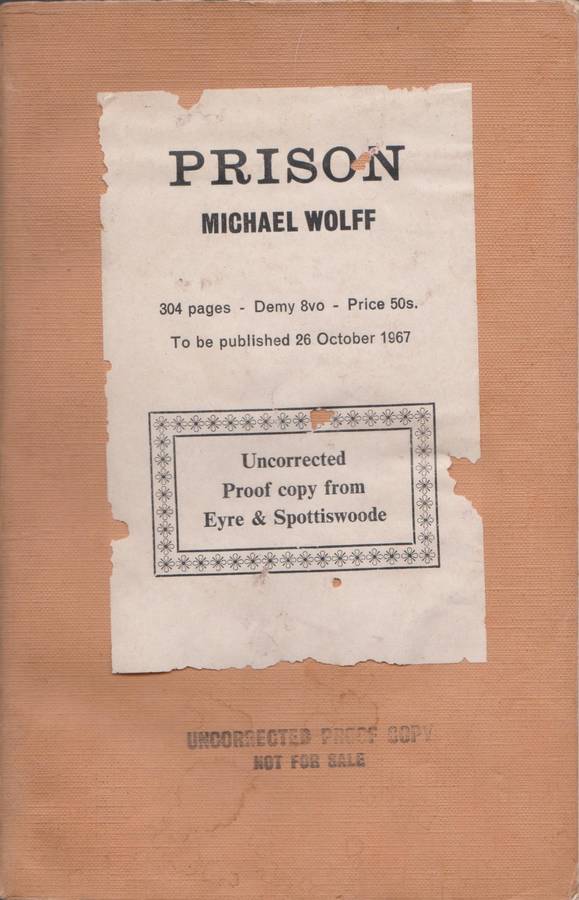 PRISON
MICHAEL WOLFF
304 pages - Demy 8vo - Price 50s.
To be published 26 October 1967
Uncorrected
Proof copy from
Eyre & Spottiswoode
UNCORRECTED PROOF COPY
NOT FOR SALE